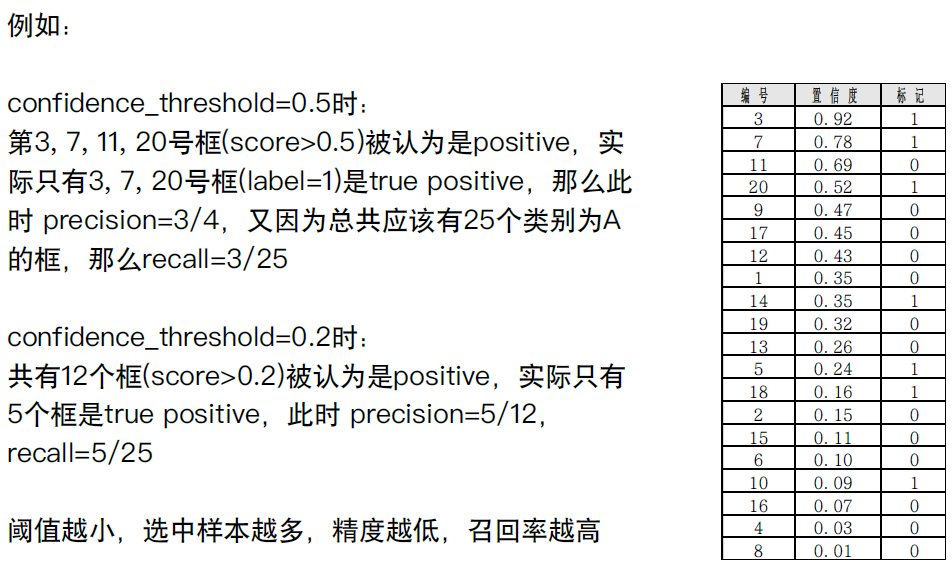 例如：
confidence_threshold=0.5时：
第3, 7, 11, 20号框(score>0.5)被认为是positive，实
际只有3, 7, 20号框(label=1)是true positive，那么此
时 precision=3/4，又因为总共应该有25个类别为A
的框，那么recall=3/25
confidence_threshold=0.2时：
共有12个框(score>0.2)被认为是positive，实际只有
5个框是true positive，此时 precision=5/12,
recall=5/25
阈值越小，选中样本越多，精度越低，召回率越高
编号 置信度 标记
3 0.92 1
7 0.78 1
11 0.69 0
20 0.52 1
9 0.47 0
17 0.45 0
12 0.43 0
1 0.35 0
14 0.35 1
19 0.32 0
13 0.26 0
5 0.24 1
18 0.16 1
2 0.15 0
15 0.11 0
6 0.10 0
10 0.09 1
16 0.07 0
4 0.03 0
8 0.01 0